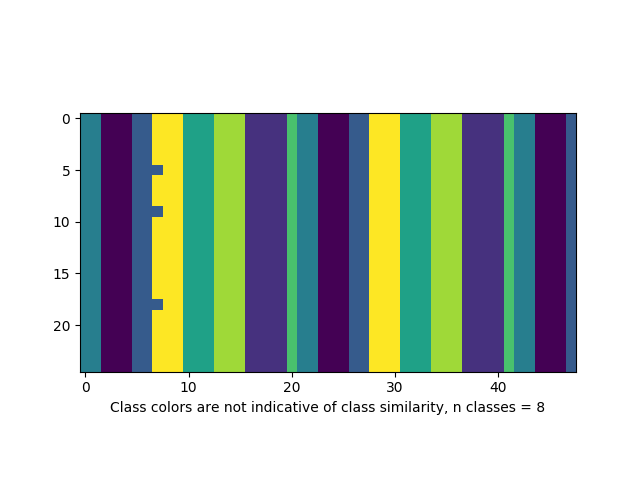 0
5
10
15
20
0 10 20 30 40
Class colors are not indicative of class similarity, n classes = 8